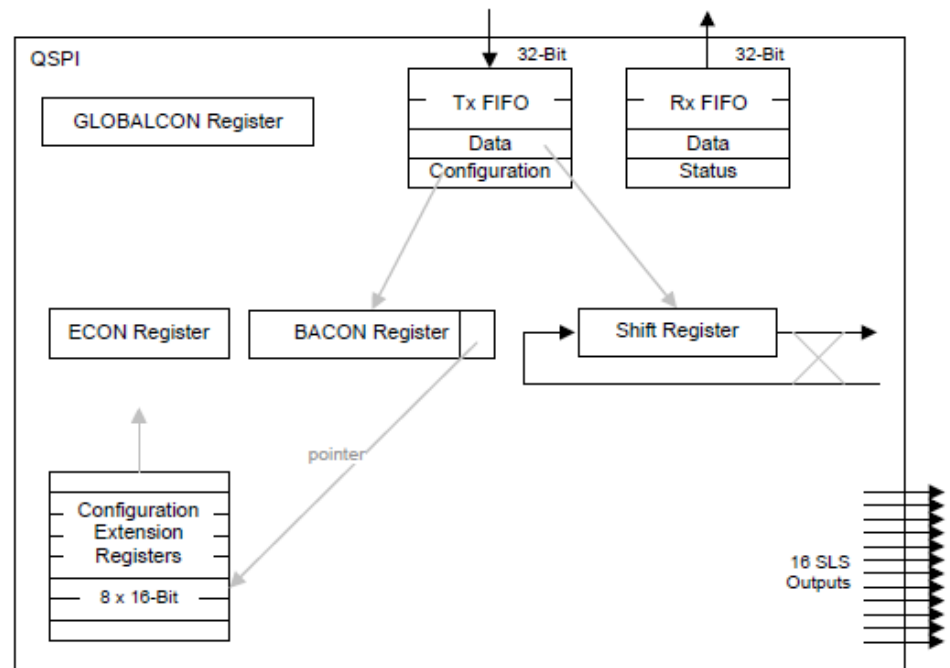 QSPI
32-Bit
32-Bit
GLOBALCON Register
Tx FIFO
Rx FIFO
Data
Data
Configuration
Status
ECON Register
BACON Register
Shift Register
pointer
Configuration
Extension
Registers
8 x 16-Bit
16 SLS
Outputs